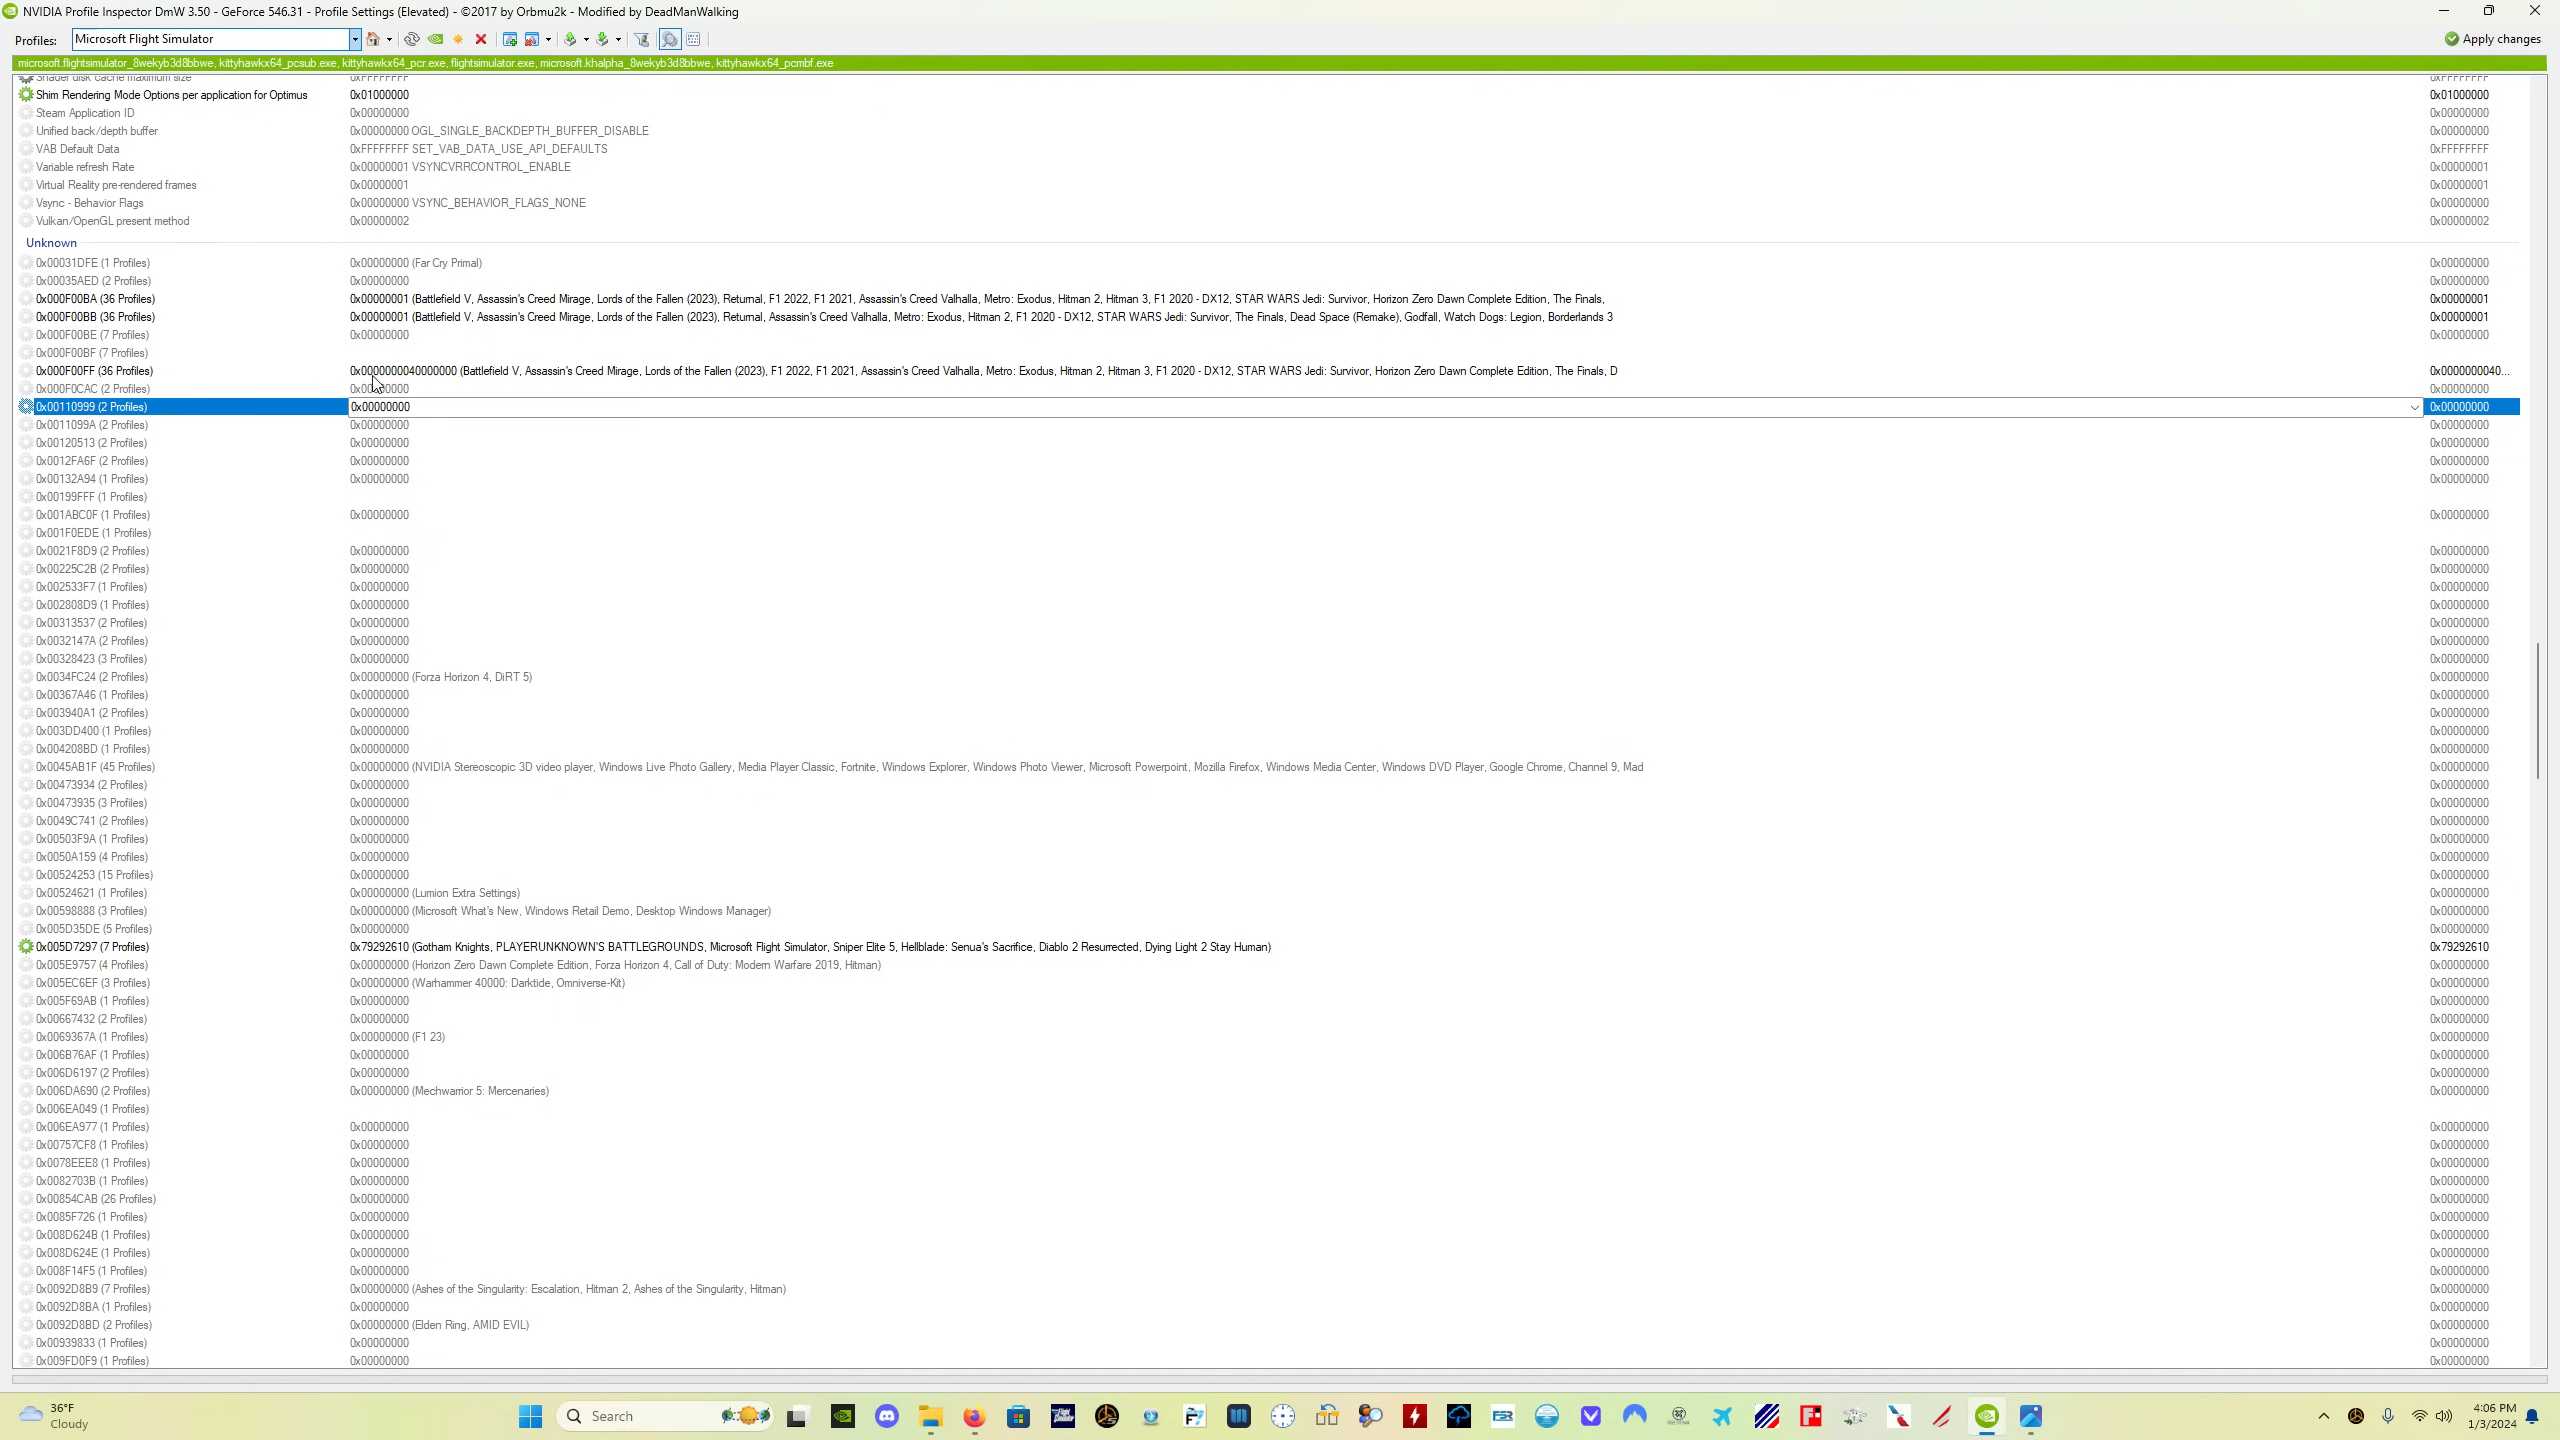 NVIDIA Profile Inspector DmW 3.50 - GeForce 546.31 - Profile Settings (Elevated) - ©2017 by Orbmu2k - Modified by DeadManWalking
Profiles: Microsoft Flight Simulator Apply changes
microsoft.flightsimulator_8wekyb3d8bbwe, kittyhawkx64_pcsub.exe, kittyhawkx64_pcr.exe, flightsimulator.exe, microsoft.khalpha_8wekyb3d8bbwe, kittyhawkx64_pcmbf.exe
Shader disk cache maximum size 0xFFFFFFFF 0xFFFFFFFF
Shim Rendering Mode Options per application for Optimus 0x01000000 0x01000000
Steam Application ID 0x00000000 0x00000000
Unified back/depth buffer 0x00000000 OGL_SINGLE_BACKDEPTH_BUFFER_DISABLE 0x00000000
VAB Default Data 0xFFFFFFFF SET_VAB_DATA_USE_API_DEFAULTS 0xFFFFFFFF
Variable refresh Rate 0x00000001 VSYNCVRRCONTROL_ENABLE 0x00000001
Virtual Reality pre-rendered frames 0x00000001 0x00000001
Vsync - Behavior Flags 0x00000000 VSYNC_BEHAVIOR_FLAGS_NONE 0x00000000
Vulkan/OpenGL present method 0x00000002 0x00000002
Unknown
0x00031DFE (1 Profiles) 0x00000000 (Far Cry Primal) 0x00000000
0x00035AED (2 Profiles) 0x00000000 0x00000000
0x000F00BA (36 Profiles) 0x00000001 (Battlefield V, Assassin's Creed Mirage, Lords of the Fallen (2023), Returnal, F1 2022, F1 2021, Assassin's Creed Valhalla, Metro: Exodus, Hitman 2, Hitman 3, F1 2020 - DX12, STAR WARS Jedi: Survivor, Horizon Zero Dawn Complete Edition, The Finals, 0x00000001
0x000F00BB (36 Profiles) 0x00000001 (Battlefield V, Assassin's Creed Mirage, Lords of the Fallen (2023), Returnal, Assassin's Creed Valhalla, Metro: Exodus, Hitman 2, F1 2020 - DX12, STAR WARS Jedi: Survivor, The Finals, Dead Space (Remake), Godfall, Watch Dogs: Legion, Borderlands 3 0x00000001
0x000F00BE (7 Profiles) 0x00000000 0x00000000
0x000F00BF (7 Profiles)
0x000F00FF (36 Profiles) 0x0000000040000000 (Battlefield V, Assassin's Creed Mirage, Lords of the Fallen (2023), F1 2022, F1 2021, Assassin's Creed Valhalla, Metro: Exodus, Hitman 2, Hitman 3, F1 2020 - DX12, STAR WARS Jedi: Survivor, Horizon Zero Dawn Complete Edition, The Finals, D 0x0000000040...
0x000F0CAC (2 Profiles) 0x00000000 0x00000000
0x00110999 (2 Profiles) 0x00000000 0x00000000
0x0011099A (2 Profiles) 0x00000000 0x00000000
0x00120513 (2 Profiles) 0x00000000 0x00000000
0x0012FA6F (2 Profiles) 0x00000000 0x00000000
0x00132A94 (1 Profiles) 0x00000000 0x00000000
0x00199FFF (1 Profiles)
0x001ABC0F (1 Profiles) 0x00000000 0x00000000
0x001F0EDE (1 Profiles)
0x0021F8D9 (2 Profiles) 0x00000000 0x00000000
0x00225C2B (2 Profiles) 0x00000000 0x00000000
0x002533F7 (1 Profiles) 0x00000000 0x00000000
0x002808D9 (1 Profiles) 0x00000000 0x00000000
0x00313537 (2 Profiles) 0x00000000 0x00000000
0x0032147A (2 Profiles) 0x00000000 0x00000000
0x00328423 (3 Profiles) 0x00000000 0x00000000
0x0034FC24 (2 Profiles) 0x00000000 (Forza Horizon 4, DiRT 5) 0x00000000
0x00367A46 (1 Profiles) 0x00000000 0x00000000
0x003940A1 (2 Profiles) 0x00000000 0x00000000
0x003DD400 (1 Profiles) 0x00000000 0x00000000
0x004208BD (1 Profiles) 0x00000000 0x00000000
0x0045AB1F (45 Profiles) 0x00000000 (NVIDIA Stereoscopic 3D video player, Windows Live Photo Gallery, Media Player Classic, Fortnite, Windows Explorer, Windows Photo Viewer, Microsoft Powerpoint, Mozilla Firefox, Windows Media Center, Windows DVD Player, Google Chrome, Channel 9, Mad 0x00000000
0x00473934 (2 Profiles) 0x00000000 0x00000000
0x00473935 (3 Profiles) 0x00000000 0x00000000
0x0049C741 (2 Profiles) 0x00000000 0x00000000
0x00503F9A (1 Profiles) 0x00000000 0x00000000
0x0050A159 (4 Profiles) 0x00000000 0x00000000
0x00524253 (15 Profiles) 0x00000000 0x00000000
0x00524621 (1 Profiles) 0x00000000 (Lumion Extra Settings) 0x00000000
0x00598888 (3 Profiles) 0x00000000 (Microsoft What's New, Windows Retail Demo, Desktop Windows Manager) 0x00000000
0x005D35DE (5 Profiles) 0x00000000 0x00000000
0x005D7297 (7 Profiles) 0x79292610 (Gotham Knights, PLAYERUNKNOWN'S BATTLEGROUNDS, Microsoft Flight Simulator, Sniper Elite 5, Hellblade: Senua's Sacrifice, Diablo 2 Resurrected, Dying Light 2 Stay Human) 0x79292610
0x005E9757 (4 Profiles) 0x00000000 (Horizon Zero Dawn Complete Edition, Forza Horizon 4, Call of Duty: Modern Warfare 2019, Hitman) 0x00000000
0x005EC6EF (3 Profiles) 0x00000000 (Warhammer 40000: Darktide, Omniverse-Kit) 0x00000000
0x005F69AB (1 Profiles) 0x00000000 0x00000000
0x00667432 (2 Profiles) 0x00000000 0x00000000
0x0069367A (1 Profiles) 0x00000000 (F1 23) 0x00000000
0x006B76AF (1 Profiles) 0x00000000 0x00000000
0x006D6197 (2 Profiles) 0x00000000 0x00000000
0x006DA690 (2 Profiles) 0x00000000 (Mechwarrior 5: Mercenaries) 0x00000000
0x006EA049 (1 Profiles)
0x006EA977 (1 Profiles) 0x00000000 0x00000000
0x00757CF8 (1 Profiles) 0x00000000 0x00000000
0x0078EEE8 (1 Profiles) 0x00000000 0x00000000
0x0082703B (1 Profiles) 0x00000000 0x00000000
0x00854CAB (26 Profiles) 0x00000000 0x00000000
0x0085F726 (1 Profiles) 0x00000000 0x00000000
0x008D624B (1 Profiles) 0x00000000 0x00000000
0x008D624E (1 Profiles) 0x00000000 0x00000000
0x008F14F5 (1 Profiles) 0x00000000 0x00000000
0x0092D8B9 (7 Profiles) 0x00000000 (Ashes of the Singularity: Escalation, Hitman 2, Ashes of the Singularity, Hitman) 0x00000000
0x0092D8BA (1 Profiles) 0x00000000 0x00000000
0x0092D8BD (2 Profiles) 0x00000000 (Elden Ring, AMID EVIL) 0x00000000
0x00939833 (1 Profiles) 0x00000000 0x00000000
0x009FD0F9 (1 Profiles) 0x00000000 0x00000000
36°F
Cloudy
Search
FSR
4:06 PM
1/3/2024